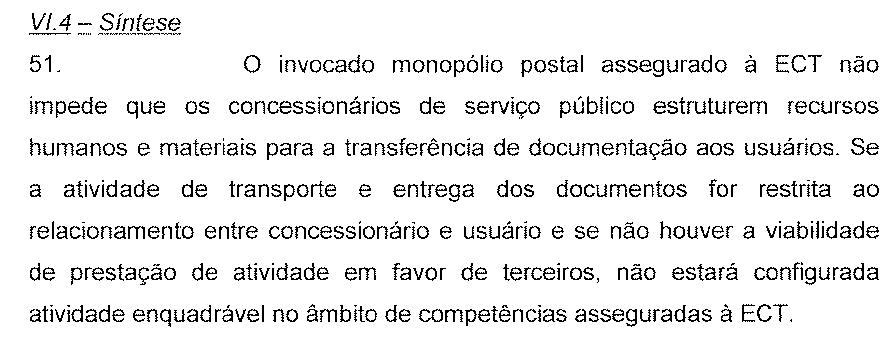 VI.4 – Síntese
51. O invocado monopólio postal assegurado à ECT não
impede que os concessionários de serviço público estruturem recursos
humanos e materiais para a transferência de documentação aos usuários. Se
a atividade de transporte e entrega dos documentos for restrita ao
relacionamento entre concessionário e usuário e se não houver a viabilidade
de prestação de atividade em favor de terceiros, não estará configurada
atividade enquadrável no âmbito de competências asseguradas à ECT.